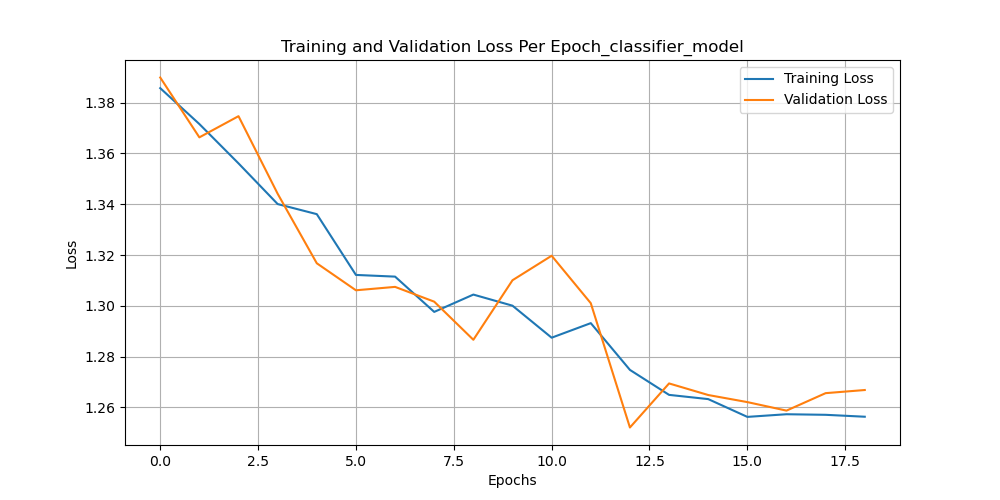 Training and Validation Loss Per Epoch_classifier_model
Training Loss
Validation Loss
1.38
1.36
1.34
1.32
1.30
1.28
1.26
Loss
0.0 2.5 5.0 7.5 10.0 12.5 15.0 17.5
Epochs